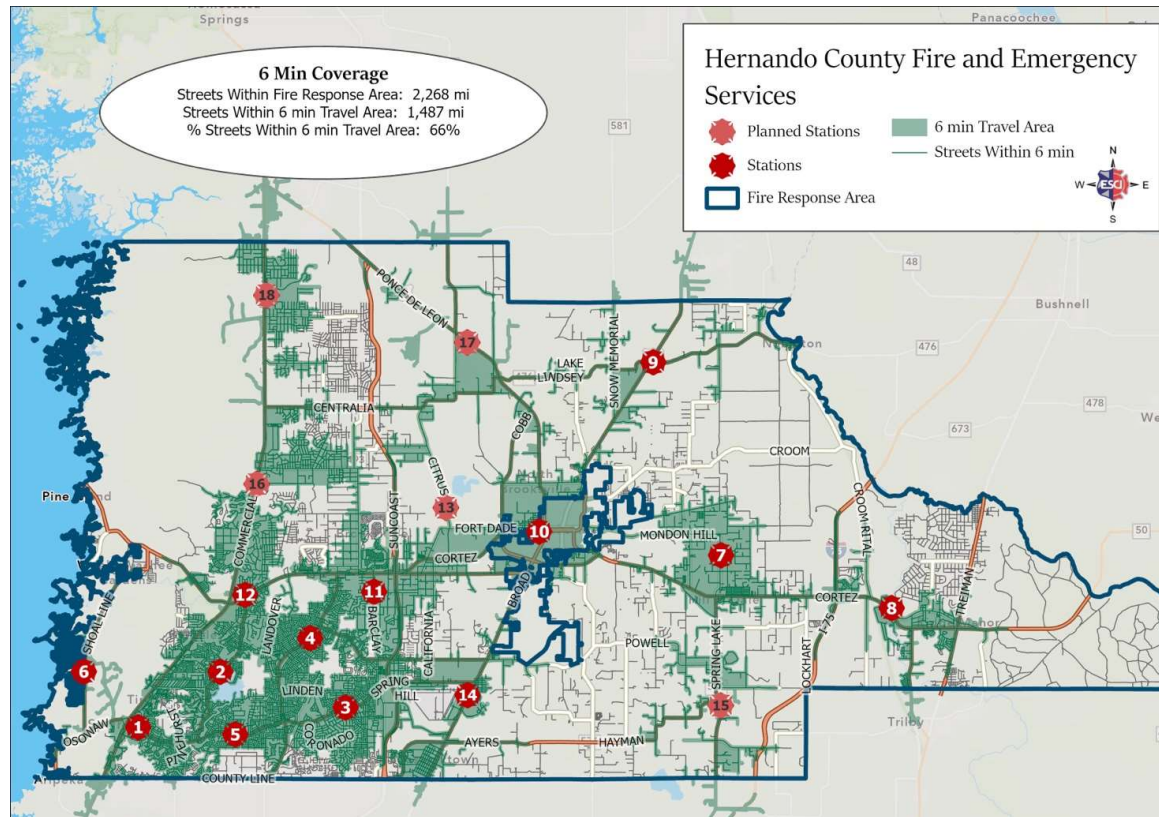 Springs
Panacoochee
6 Min Coverage
Streets Within Fire Response Area: 2,268 mi
Streets Within 6 min Travel Area: 1,487 mi
% Streets Within 6 min Travel Area: 66%
Hernando County Fire and Emergency
Services
Planned Stations
Stations
Fire Response Area
6 min Travel Area
Streets Within 6 min
N
W
E
S
ESCI
581
48
Bushnell
476
478
673
50
18
PONCE DE LEON
17
LAKE
LINDSEY
SNOW MEMORIAL
9
CENTRALIA
COBB
CITRUS
CROOM
CROOM RITAL
Pine
16
13
SUNCOAST
COMMERCIAL
FORT DADE
10
MONDON HILL
CORTEZ
7
SHOAL LINE
12
11
BROAD
CORTEZ
8
TREIMAN
LANDOVER
4
BARCLAY
CALIFORNIA
POWELL
I-75
LOCKHART
SPRING LAKE
6
2
LINDEN
SPRING
HILL
14
15
3
1
5
OSOWAW
PINEHURST
CORONADO
AYERS
HAYMAN
Trilley
COUNTY LINE